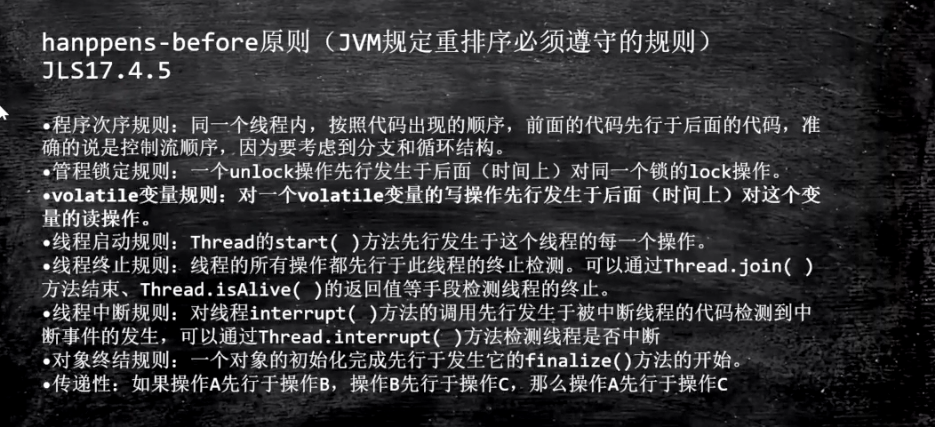 hanppens-before原则（JVM规定重排序必须遵守的规则）
JLS17.4.5
•程序次序规则：同一个线程内，按照代码出现的顺序，前面的代码先行于后面的代码，准
确的说是控制流顺序，因为要考虑到分支和循环结构。
•管程锁定规则：一个unlock操作先行发生于后面（时间上）对同一个锁的lock操作。
•volatile变量规则：对一个volatile变量的写操作先行发生于后面（时间上）对这个变
量的读操作。
•线程启动规则：Thread的start( )方法先行发生于这个线程的每一个操作。
•线程终止规则：线程的所有操作都先行于此线程的终止检测。可以通过Thread.join( )
方法结束、Thread.isAlive( )的返回值等手段检测线程的终止。
•线程中断规则：对线程interrupt( )方法的调用先行发生于被中断线程的代码检测到中
断事件的发生，可以通过Thread.interrupt( )方法检测线程是否中断
•对象终结规则：一个对象的初始化完成先行于发生它的finalize()方法的开始。
•传递性：如果操作A先行于操作B，操作B先行于操作C，那么操作A先行于操作C